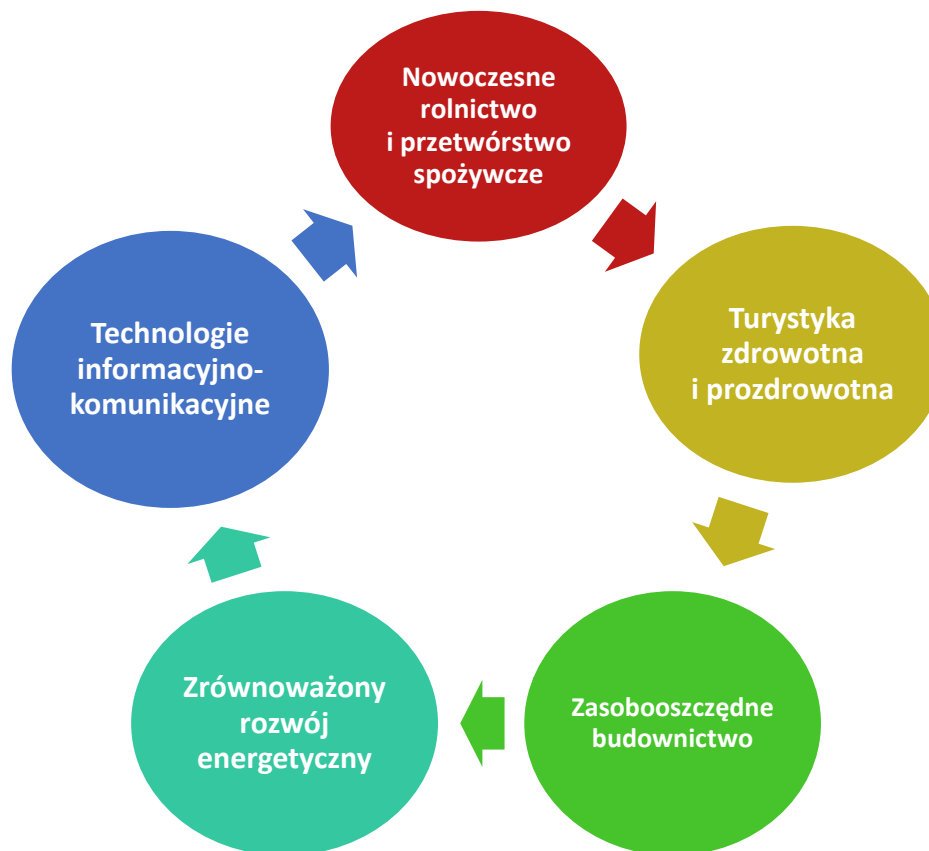 Nowoczesne
rolnictwo
i przetwórstwo
spożywcze
Turystyka
zdrowotna
i prozdrowotna
Zasobooszczędne
budownictwo
Zrównoważony
rozwój
energetyczny
Technologie
informacyjno-
komunikacyjne